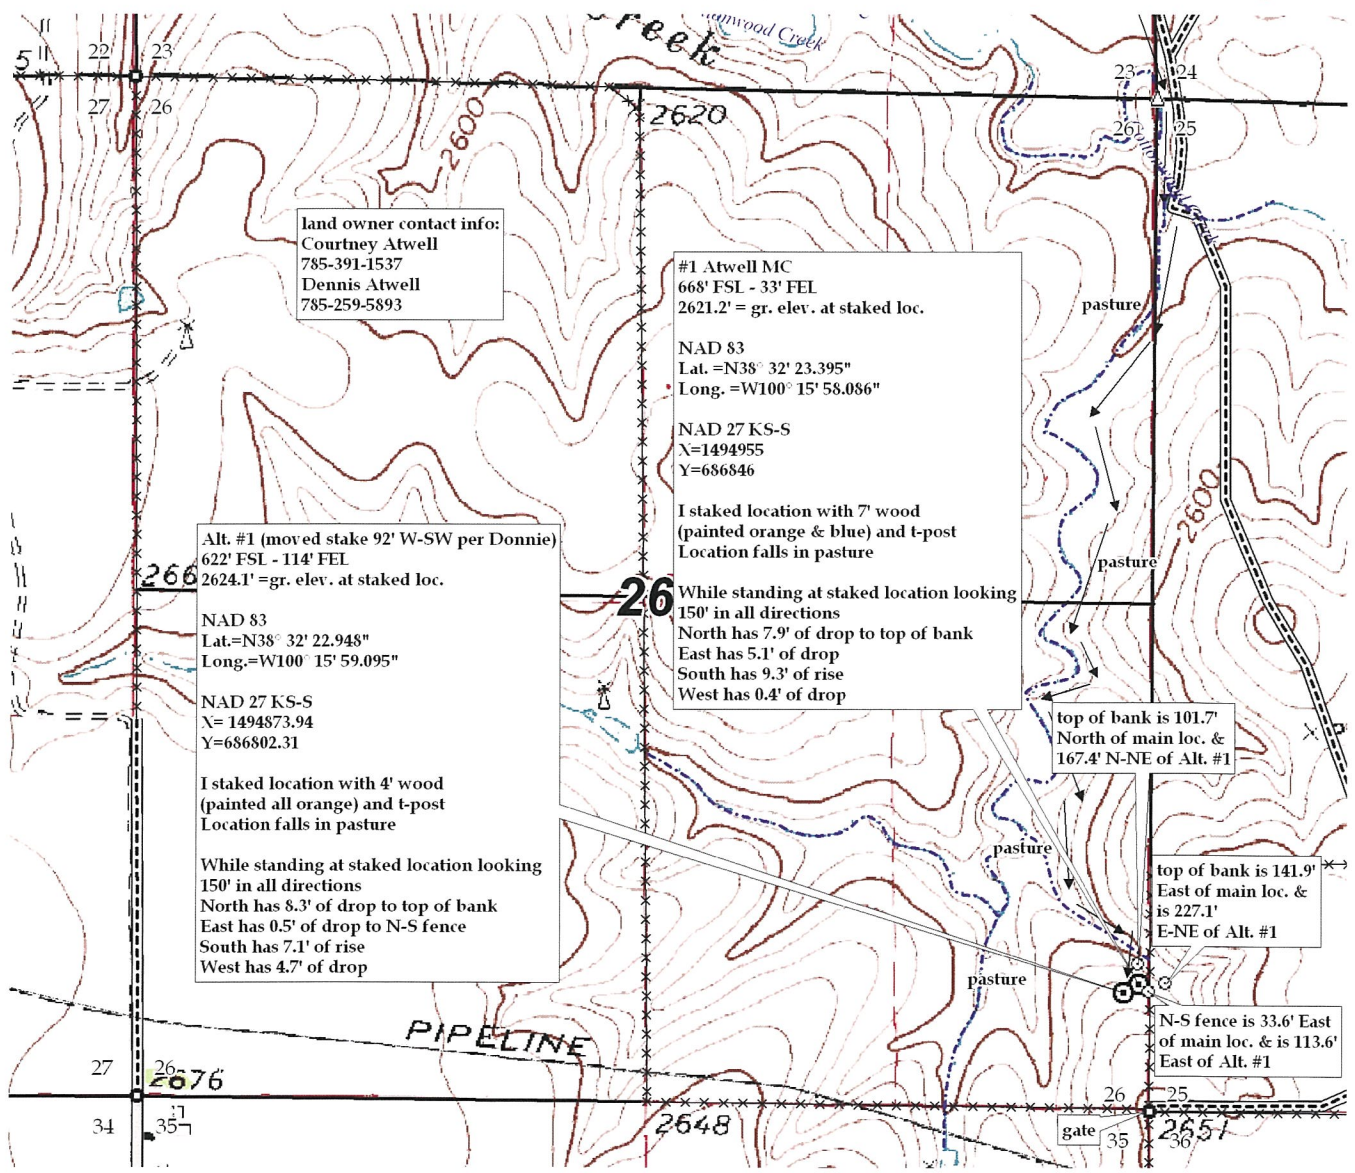 Creek
5
22
23
27
26
23
24
26
25
2620
2600
land owner contact info:
Courtney Atwell
785-391-1537
Dennis Atwell
785-259-5893
#1 Atwell MC
668' FSL - 33' FEL
2621.2' = gr. elev. at staked loc.
NAD 83
Lat. =N38° 32' 23.395"
Long. =W100° 15' 58.086"
NAD 27 KS-S
X=1494955
Y=686846
I staked location with 7' wood
(painted orange & blue) and t-post
Location falls in pasture
While standing at staked location looking
150' in all directions
North has 7.9' of drop to top of bank
East has 5.1' of drop
South has 9.3' of rise
West has 0.4' of drop
pasture
2600
pasture
Alt. #1 (moved stake 92' W-SW per Donnie)
622' FSL - 114' FEL
2624.1' =gr. elev. at staked loc.
NAD 83
Lat.=N38° 32' 22.948"
Long.=W100° 15' 59.095"
NAD 27 KS-S
X= 1494873.94
Y=686802.31
I staked location with 4' wood
(painted all orange) and t-post
Location falls in pasture
While standing at staked location looking
150' in all directions
North has 8.3' of drop to top of bank
East has 0.5' of drop to N-S fence
South has 7.1' of rise
West has 4.7' of drop
266
26
top of bank is 101.7'
North of main loc. &
167.4' N-NE of Alt. #1
pasture
top of bank is 141.9'
East of main loc. &
is 227.1'
E-NE of Alt. #1
pasture
N-S fence is 33.6' East
of main loc. & is 113.6'
East of Alt. #1
PIPELINE
27
26
2676
34
35
2648
26
25
gate
35
36
2651